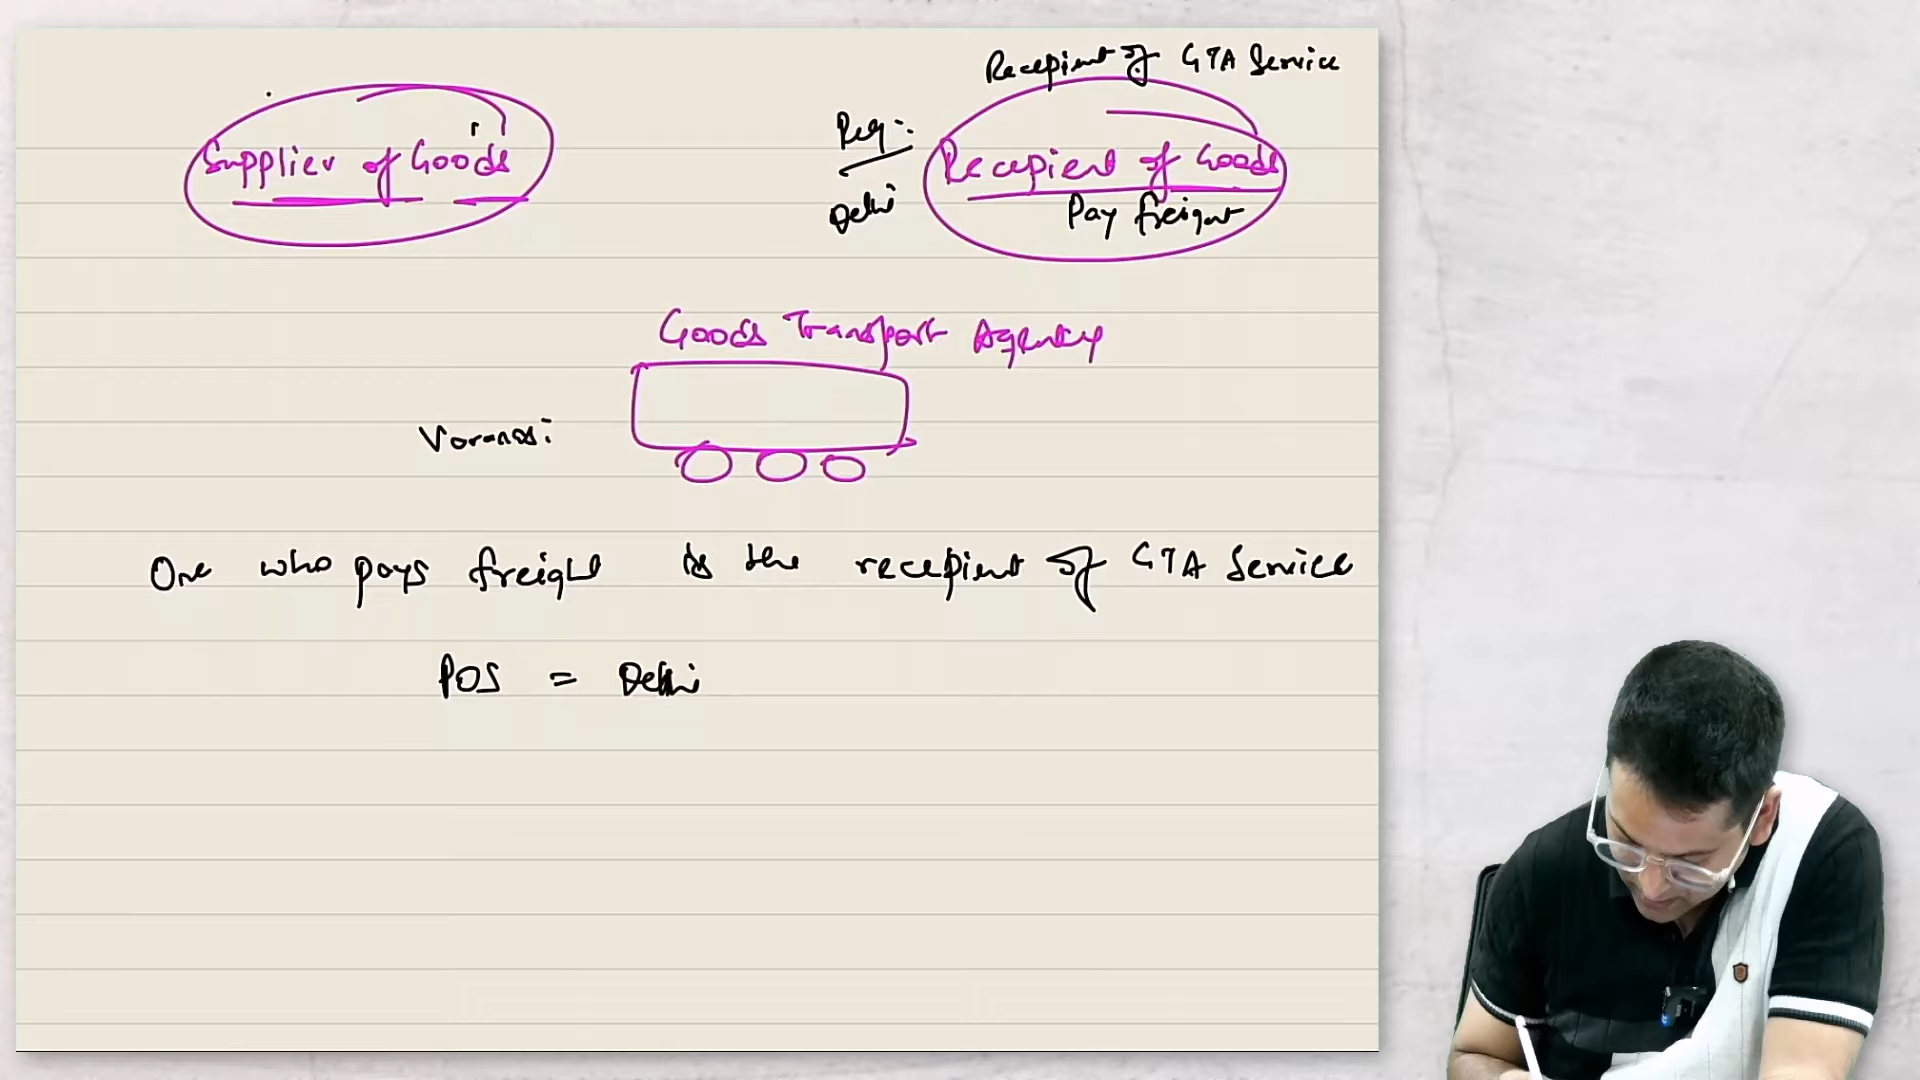 Recepient of GTA Service
Supplier of Goods
Reg:-
Recepient of Goods
Delhi
Pay freight
Goods Transport Agency
Varanasi
One who pays freight is the recepient of GTA Service
POS = Delhi